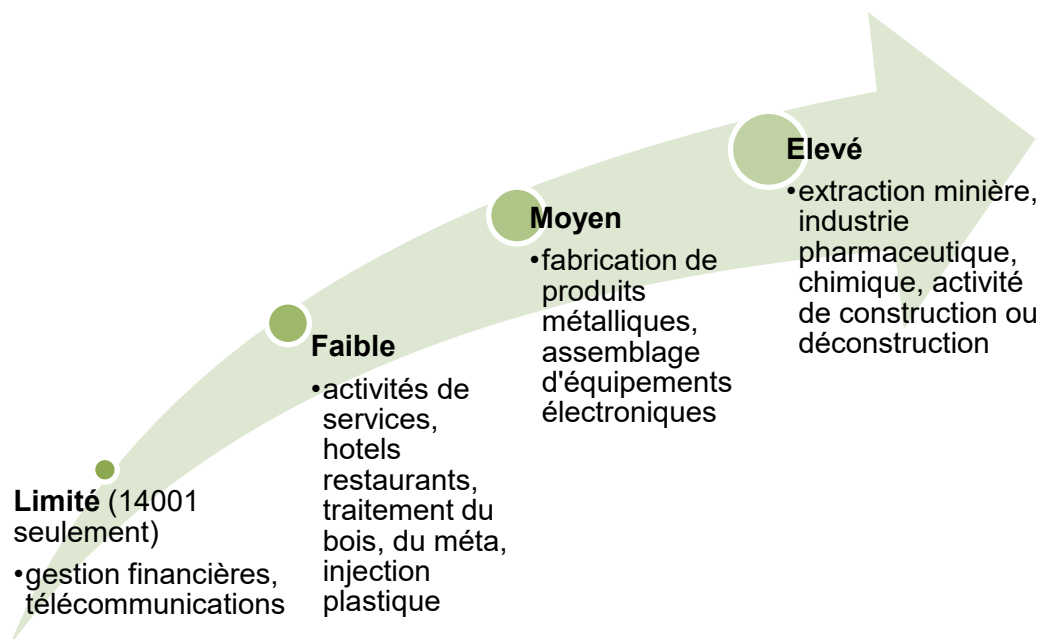 Limité (14001
seulement)
•gestion financières,
télécommunications
Faible
•activités de
services,
hotels
restaurants,
traitement du
bois, du méta,
injection
plastique
Moyen
•fabrication de
produits
métalliques,
assemblage
d'équipements
électroniques
Elevé
•extraction minière,
industrie
pharmaceutique,
chimique, activité
de construction ou
déconstruction